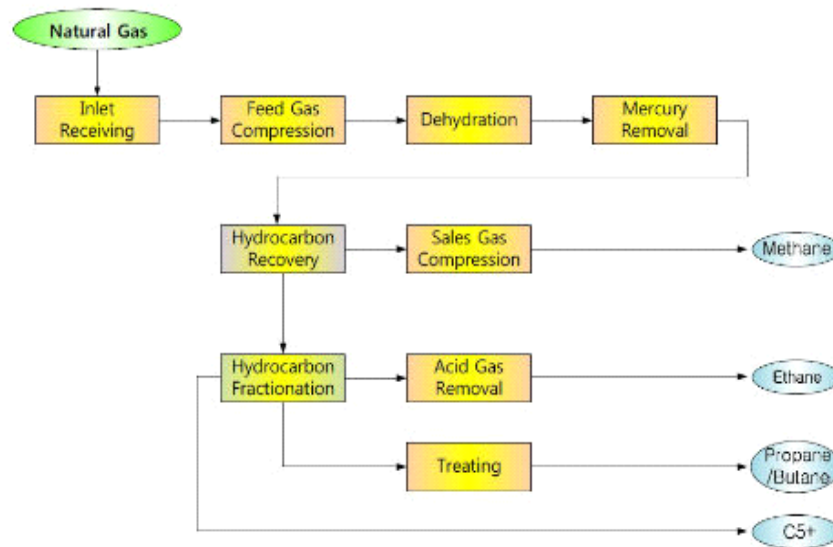 Natural Gas
Inlet
Receiving
Feed Gas
Compression
Dehydration
Mercury
Removal
Hydrocarbon
Recovery
Sales Gas
Compression
Methane
Hydrocarbon
Fractionation
Acid Gas
Removal
Ethane
Treating
Propane
/Butane
C5+